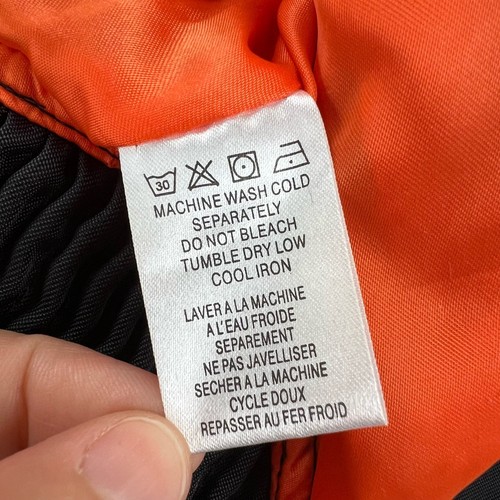 30
MACHINE WASH COLD
SEPARATELY
DO NOT BLEACH
TUMBLE DRY LOW
COOL IRON
LAVER A LA MACHINE
A L'EAU FROIDE
SEPAREMENT
NE PAS JAVELLISER
SECHER A LA MACHINE
CYCLE DOUX
REPASSER AU FER FROID